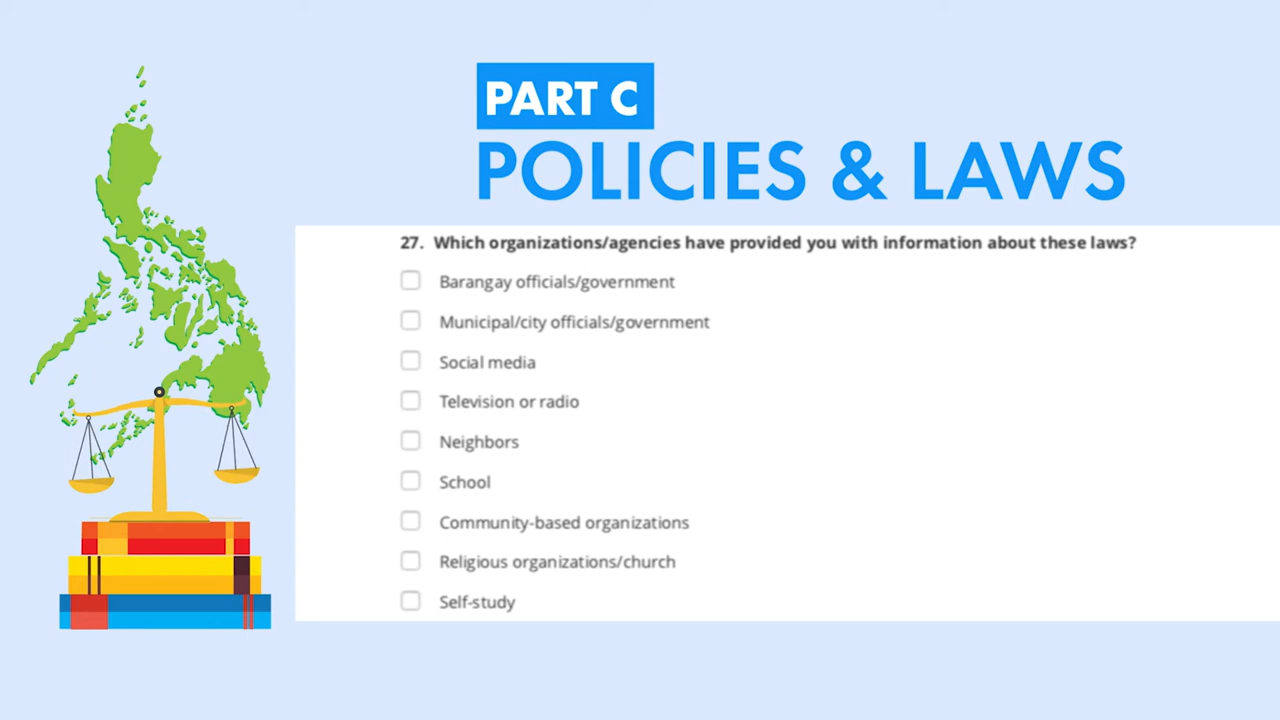 PART C
POLICIES & LAWS
27. Which organizations/agencies have provided you with information about these laws?
Barangay officials/government
Municipal/city officials/government
Social media
Television or radio
Neighbors
School
Community-based organizations
Religious organizations/church
Self-study